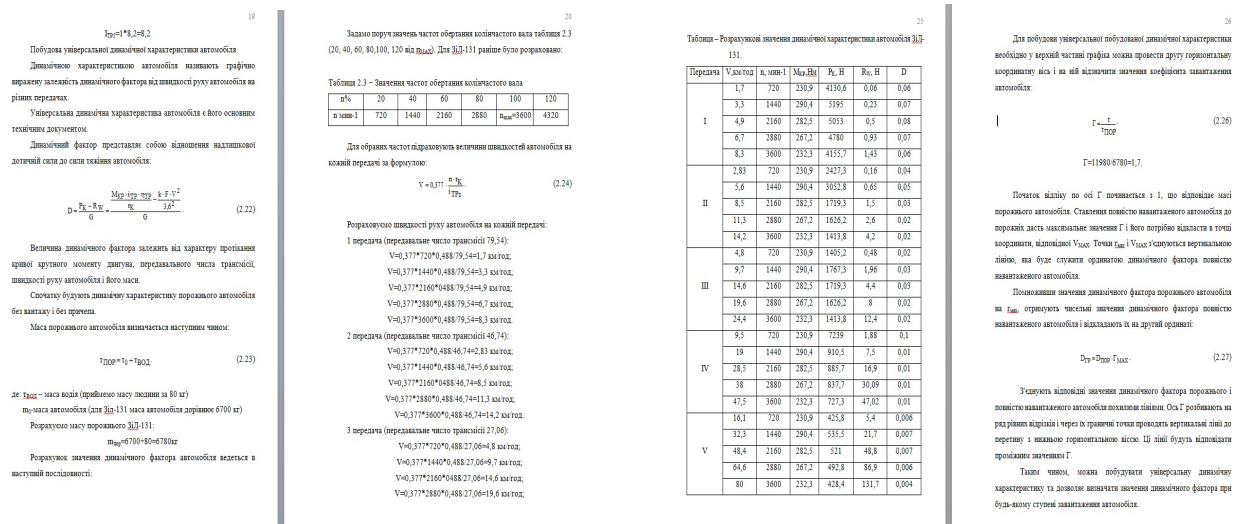 19
I_ТР5=1*8,2=8,2
Побудова універсальної динамічної характеристики автомобіля
Динамічною характеристикою автомобіля називають графічно
виражену залежність динамічного фактора від швидкості руху автомобіля на
різних передачах.
Універсальна динамічна характеристика автомобіля є його основним
технічним документом.
Динамічний фактор представляє собою відношення надлишкової
дотичної сили до сили тяжіння автомобіля:
(2.22)
Величина динамічного фактора залежить від характеру протікання
кривої крутного моменту двигуна, передавального числа трансмісії,
швидкості руху автомобіля і його маси.
Спочатку будують динамічну характеристику порожнього автомобіля
без вантажу і без причепа.
Маса порожнього автомобіля визначається наступним чином:
τ_ПОР = τ_0 + τ_ВОД. (2.23)
де: τ_ВОД – маса водія (приймемо масу людини за 80 кг)
m_0-маса автомобіля (для Зіл-131 маса автомобіля дорівнює 6700 кг)
Розрахуємо масу порожнього ЗіЛ-131:
m_пор=6700+80=6780кг
Розрахунок значення динамічного фактора автомобіля ведеться в
наступній послідовності:
20
Задамо поруч значень частот обертання колінчастого вала таблиця 2.3
(20, 40, 60, 80,100, 120 від n_MAX). Для ЗіЛ-131 раніше було розраховано:
Таблиця 2.3 – Значення частот обертання колінчастого вала
n% 20 40 60 80 100 120
n мин-1 720 1440 2160 2880 n_max=3600 4320
Для обраних частот підраховують величини швидкостей автомобіля на
кожній передачі за формулою:
V = 0,377 · n·r_K / i_TPr. (2.24)
Розрахуємо швидкості руху автомобіля на кожній передачі:
1 передача (передавальне число трансмісії 79,54):
V=0,377*720*0,488/79,54=1,7 км/год;
V=0,377*1440*0,488/79,54=3,3 км/год;
V=0,377*2160*0488/79,54=4,9 км/год;
V=0,377*2880*0,488/79,54=6,7 км/год;
V=0,377*3600*0,488/79,54=8,3 км/год.
2 передача (передавальне число трансмісії 46,74):
V=0,377*720*0,488/46,74=2,83 км/год;
V=0,377*1440*0,488/46,74=5,6 км/год;
V=0,377*2160*0488/46,74=8,5 км/год;
V=0,377*2880*0,488/46,74=11,3 км/год;
V=0,377*3600*0,488/46,74=14,2 км/год.
3 передача (передавальне число трансмісії 27,06):
V=0,377*720*0,488/27,06=4,8 км/год;
V=0,377*1440*0,488/27,06=9,7 км/год;
V=0,377*2160*0488/27,06=14,6 км/год;
V=0,377*2880*0,488/27,06=19,6 км/год;
25
Таблиця – Розрахункові значення динамічної характеристики автомобіля ЗіЛ-
131.
Передача V,км/год n, мин-1 M_КР,Нм P_K, Н R_W, Н D
I
1,7 720 230,9 4130,6 0,06 0,06
3,3 1440 290,4 5195 0,23 0,07
4,9 2160 282,5 5053 0,5 0,08
6,7 2880 267,2 4780 0,93 0,07
8,3 3600 232,3 4155,7 1,43 0,06
II
2,83 720 230,9 2427,3 0,16 0,04
5,6 1440 290,4 3052,8 0,65 0,05
8,5 2160 282,5 1719,3 1,5 0,03
11,3 2880 267,2 1626,2 2,6 0,02
14,2 3600 232,3 1413,8 4,2 0,02
III
4,8 720 230,9 1405,2 0,48 0,02
9,7 1440 290,4 1767,3 1,96 0,03
14,6 2160 282,5 1719,3 4,4 0,03
19,6 2880 267,2 1626,2 8 0,02
24,4 3600 232,3 1413,8 12,4 0,02
IV
9,5 720 230,9 7239 1,88 0,1
19 1440 290,4 910,5 7,5 0,01
28,5 2160 282,5 885,7 16,9 0,01
38 2880 267,2 837,7 30,09 0,01
47,5 3600 232,3 727,3 47,02 0,01
V
16,1 720 230,9 425,8 5,4 0,006
32,3 1440 290,4 535,5 21,7 0,007
48,4 2160 282,5 521 48,8 0,007
64,6 2880 267,2 492,8 86,9 0,006
80 3600 232,3 428,4 131,7 0,004
26
Для побудови універсальної побудованої динамічної характеристики
необхідно у верхній частині графіка можна провести другу горизонтальну
координатну вісь і на ній відзначити значення коефіцієнта завантаження
автомобіля:
Г = τ / τ_ПОР. (2.26)
Г=11980/6780=1,7.
Початок відліку по осі Г починається з 1, що відповідає масі
порожнього автомобіля. Ставлення повністю навантаженого автомобіля до
порожніх дасть максимальне значення Г і його потрібно відкласти в точці
координати, відповідної V_MAX. Точки і V_MAX з'єднуються вертикальною
лінією, яка буде служити ординатою динамічного фактора повністю
навантаженого автомобіля.
Помноживши значення динамічного фактора порожнього автомобіля
на отримують чисельні значення динамічного фактора повністю
навантаженого автомобіля і відкладають їх на другий ординаті:
D_ГР = D_ПОР · Г_MAX. (2.27)
З'єднують відповідні значення динамічного фактора порожнього і
повністю навантаженого автомобіля похилими лініями. Ось Г розбивають на
ряд рівних відрізків і через їх граничні точки проводять вертикальні лінії до
перетину з нижньою горизонтальною віссю. Ці лінії будуть відповідати
проміжним значенням Г.
Таким чином, можна побудувати універсальну динамічну
характеристику та дозволяє визначати значення динамічного фактора при
будь-якому ступені завантаження автомобіля.